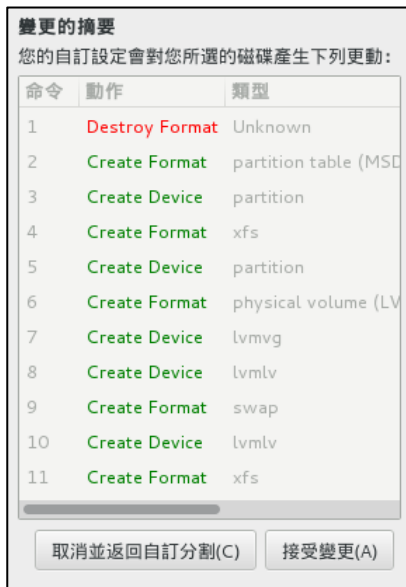 變更的摘要
您的自訂設定會對您所選的磁碟產生下列更動：
命令 動作 類型
1 Destroy Format Unknown
2 Create Format partition table (MSD
3 Create Device partition
4 Create Format xfs
5 Create Device partition
6 Create Format physical volume (LV
7 Create Device lvmvg
8 Create Device lvmlv
9 Create Format swap
10 Create Device lvmlv
11 Create Format xfs
取消並返回自訂分割(C) 接受變更(A)